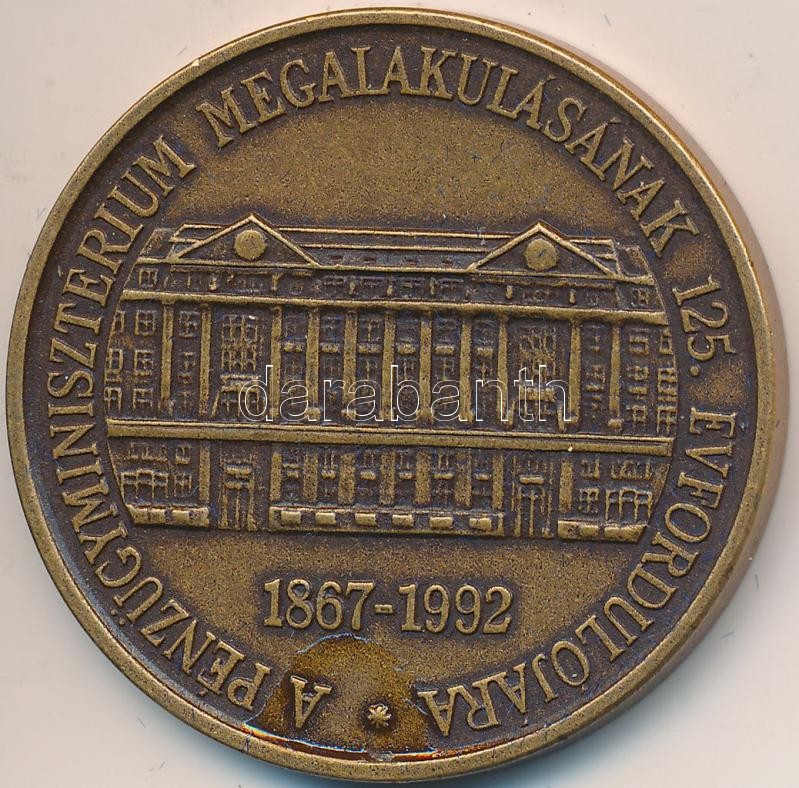 A PÉNZÜGYMINISZTÉRIUM MEGALAKULÁSÁNAK 125. ÉVFORDULÓJÁRA *
1867-1992
darabanth